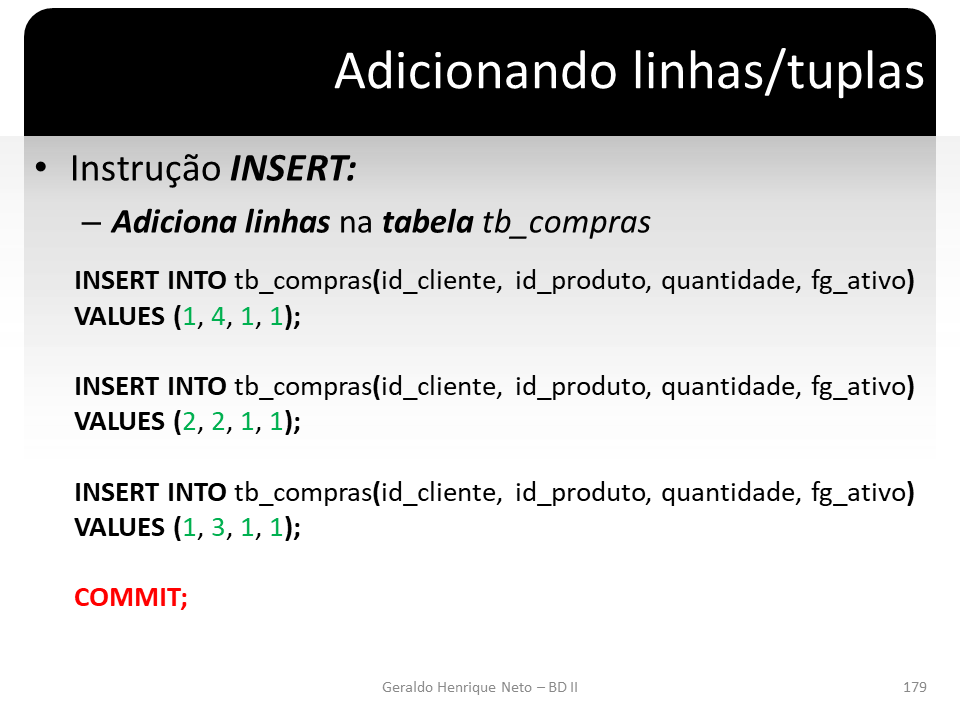 Adicionando linhas/tuplas
• Instrução INSERT:
– Adiciona linhas na tabela tb_compras
INSERT INTO tb_compras(id_cliente, id_produto, quantidade, fg_ativo)
VALUES (1, 4, 1, 1);
INSERT INTO tb_compras(id_cliente, id_produto, quantidade, fg_ativo)
VALUES (2, 2, 1, 1);
INSERT INTO tb_compras(id_cliente, id_produto, quantidade, fg_ativo)
VALUES (1, 3, 1, 1);
COMMIT;
Geraldo Henrique Neto – BD II
179